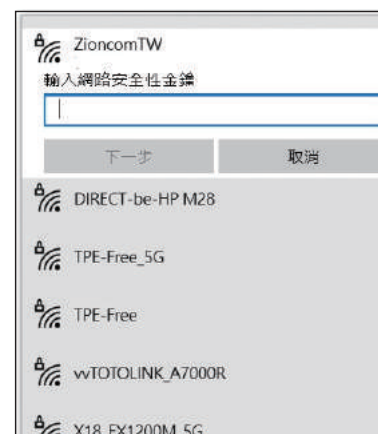 ZioncomTW
輸入網路安全性金鑰
下一步
取消
DIRECT-be-HP M28
TPE-Free_5G
TPE-Free
vvTOTOLINK_A7000R
X18_EX1200M_5G